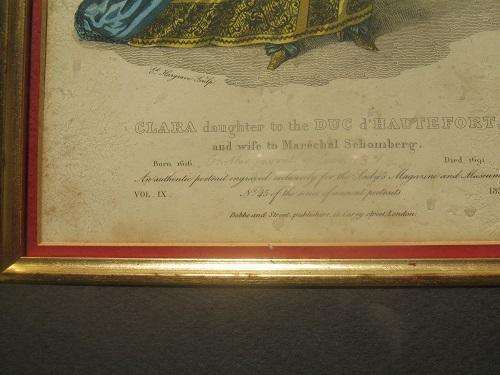 CLARA daughter to the DUC d'HAUTEFORT,
and wife to Maréchal Schomberg.
Born 1616.
Died 1691
An authentic portrait engraved exclusively for the Lady's Magazine and Museum
VOL IX.
No. 45 of the series of ancient portraits
Dobbs and Street, publishers, 11 Carey street, London.